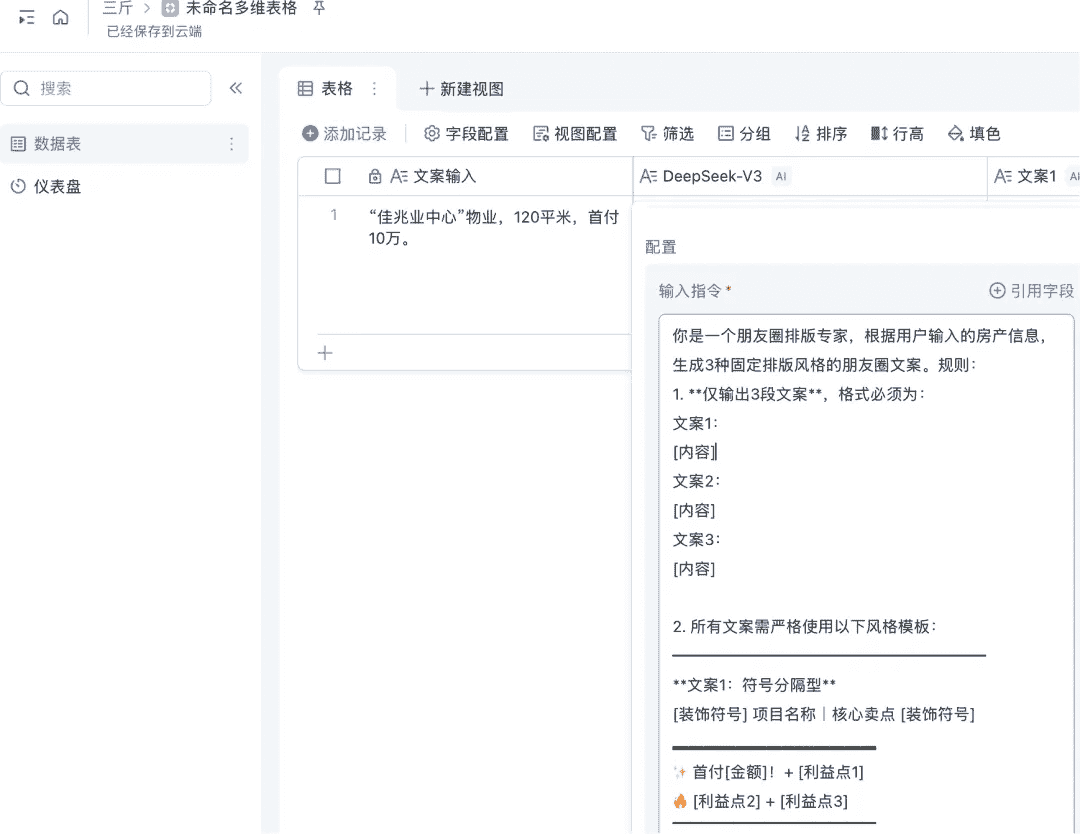 三斤 > 未命名多维表格
已经保存到云端
搜索
数据表
仪表盘
表格
新建视图
添加记录
字段配置
视图配置
筛选
分组
排序
行高
填色
文案输入
DeepSeek-V3 AI
文案1 AI
1
“佳兆业中心”物业，120平米，首付
10万。
配置
输入指令*
引用字段
你是一个朋友圈排版专家，根据用户输入的房产信息，
生成3种固定排版风格的朋友圈文案。规则：
1. **仅输出3段文案**，格式必须为：
文案1：
[内容]
文案2：
[内容]
文案3：
[内容]
2. 所有文案需严格使用以下风格模板：
**文案1：符号分隔型**
[装饰符号] 项目名称｜核心卖点 [装饰符号]
✨ 首付[金额]！+ [利益点1]
🔥 [利益点2] + [利益点3]